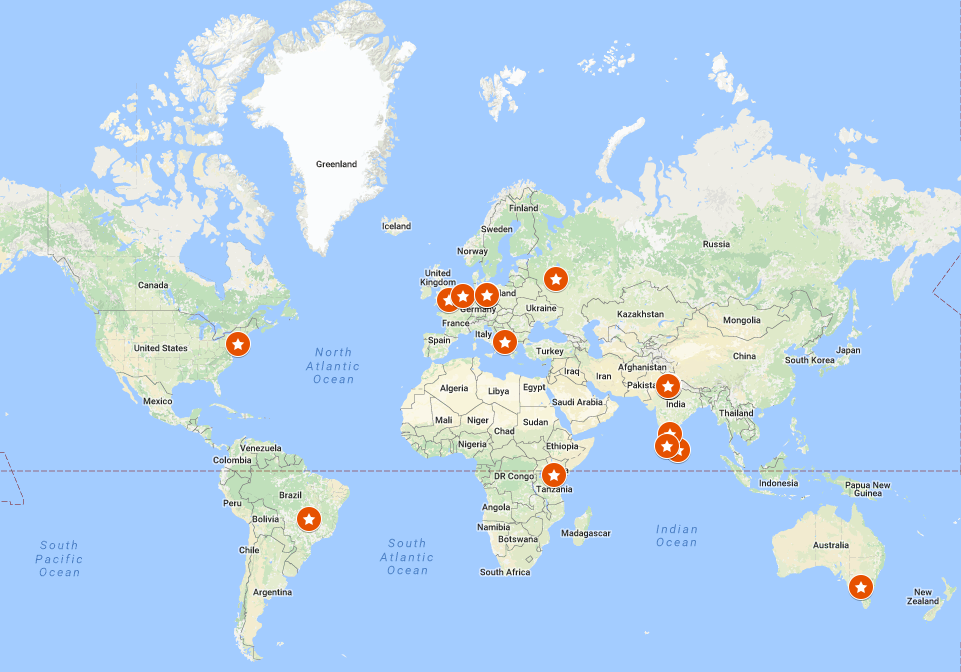 Greenland
Iceland
Finland
Sweden
Norway
Russia
United
Kingdom
Canada
land
Germany
Ukraine
Kazakhstan
Mongolia
France
Italy
Spain
Turkey
United States
North
Atlantic
Ocean
China
Japan
South Korea
Afghanistan
Iraq
Iran
Pakista
Algeria
Libya
Egypt
Saudi Arabia
India
Mexico
Mali
Niger
Chad
Sudan
Thailand
Nigeria
Ethiopia
Venezuela
Colombia
DR Congo
Tanzania
Indonesia
Papua New
Guinea
Brazil
Peru
Angola
Bolivia
Namibia
Botswana
Madagascar
South
Pacific
Ocean
South
Atlantic
Ocean
Indian
Ocean
Australia
Chile
South Africa
Argentina
New
Zealand